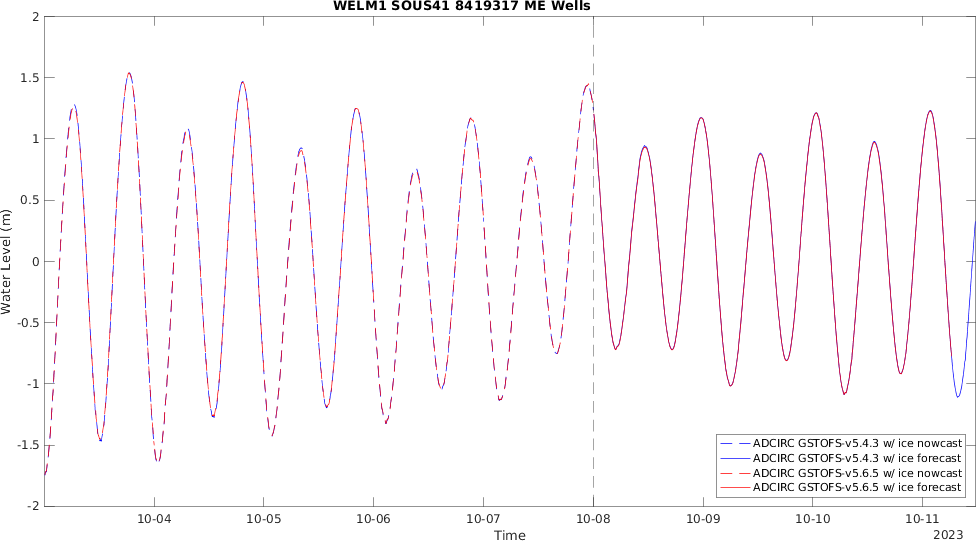 WELM1 SOUS41 8419317 ME Wells
2
1.5
1
0.5
0
-0.5
-1
-1.5
-2
Water Level (m)
10-04 10-05 10-06 10-07 10-08 10-09 10-10 10-11
Time
2023
ADCIRC GSTOFS-v5.4.3 w/ ice nowcast
ADCIRC GSTOFS-v5.4.3 w/ ice forecast
ADCIRC GSTOFS-v5.6.5 w/ ice nowcast
ADCIRC GSTOFS-v5.6.5 w/ ice forecast